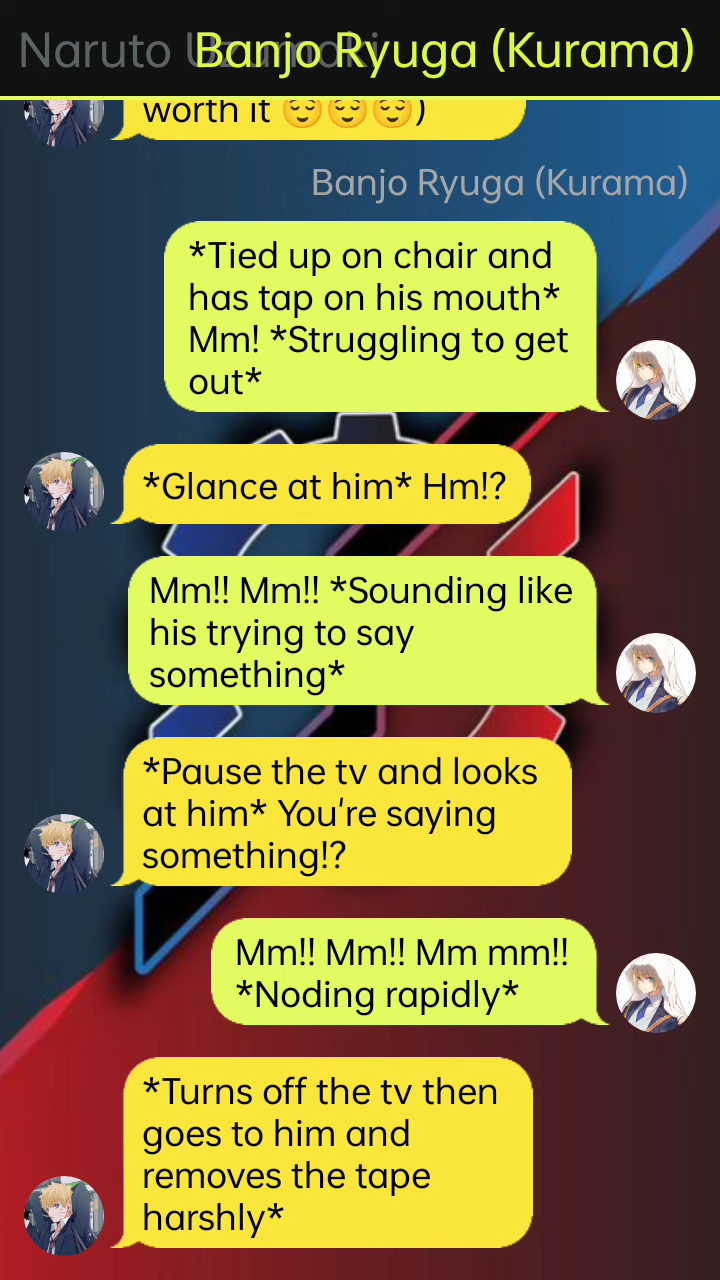 Naruto Uzumaki Banjo Ryuga (Kurama)
worth it 😌😌😌)
Banjo Ryuga (Kurama)
*Tied up on chair and
has tap on his mouth*
Mm! *Struggling to get
out*
*Glance at him* Hm!?
Mm!! Mm!! *Sounding like
his trying to say
something*
*Pause the tv and looks
at him* You're saying
something!?
Mm!! Mm!! Mm mm!!
*Noding rapidly*
*Turns off the tv then
goes to him and
removes the tape
harshly*